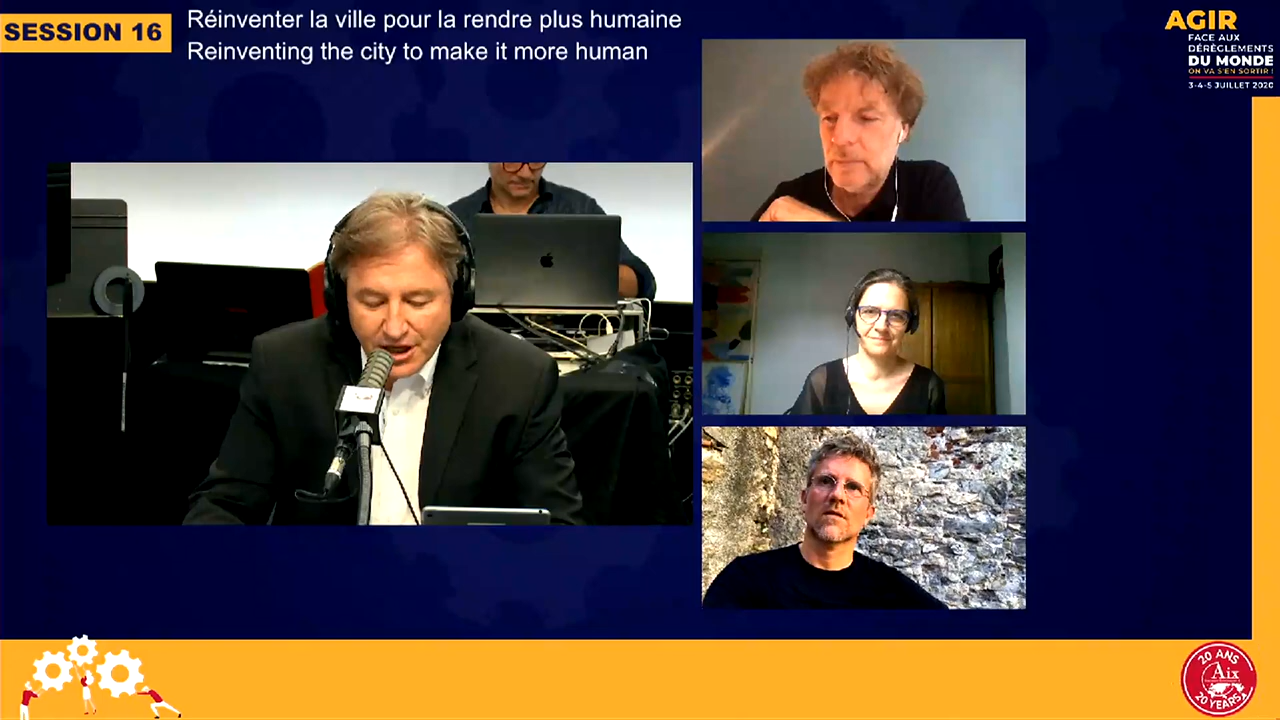 SESSION 16
Réinventer la ville pour la rendre plus humaine
Reinventing the city to make it more human
AGIR
FACE AUX
DÉRÈGLEMENTS
DU MONDE
ON VA S'EN SORTIR !
3-4-5 JUILLET 2020
20 ANS
Aix
20 YEARS